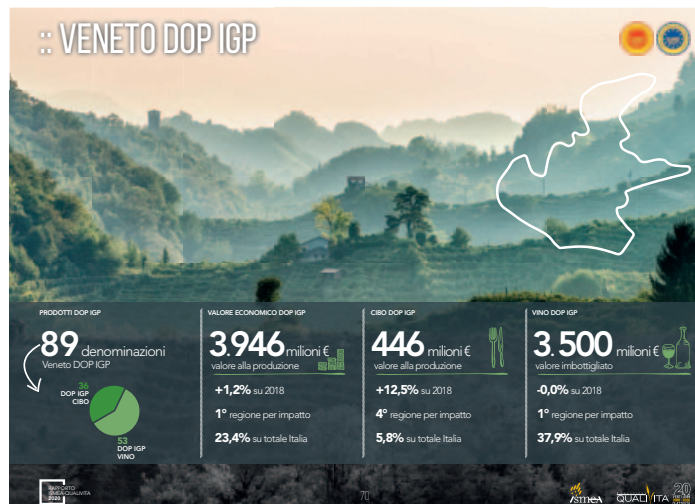 :: VENETO DOP IGP
PRODOTTI DOP IGP
89 denominazioni
Veneto DOP IGP
36
DOP IGP
CIBO
53
DOP IGP
VINO
VALORE ECONOMICO DOP IGP
3.946 milioni €
valore alla produzione
+1,2% su 2018
1° regione per impatto
23,4% su totale Italia
CIBO DOP IGP
446 milioni €
valore alla produzione
+12,5% su 2018
4° regione per impatto
5,8% su totale Italia
VINO DOP IGP
3.500 milioni €
valore imbottigliato
-0,0% su 2018
1° regione per impatto
37,9% su totale Italia
RAPPORTO
ISMEA-QUALIVITA
2020
70
ismea
QUALIVITA
20